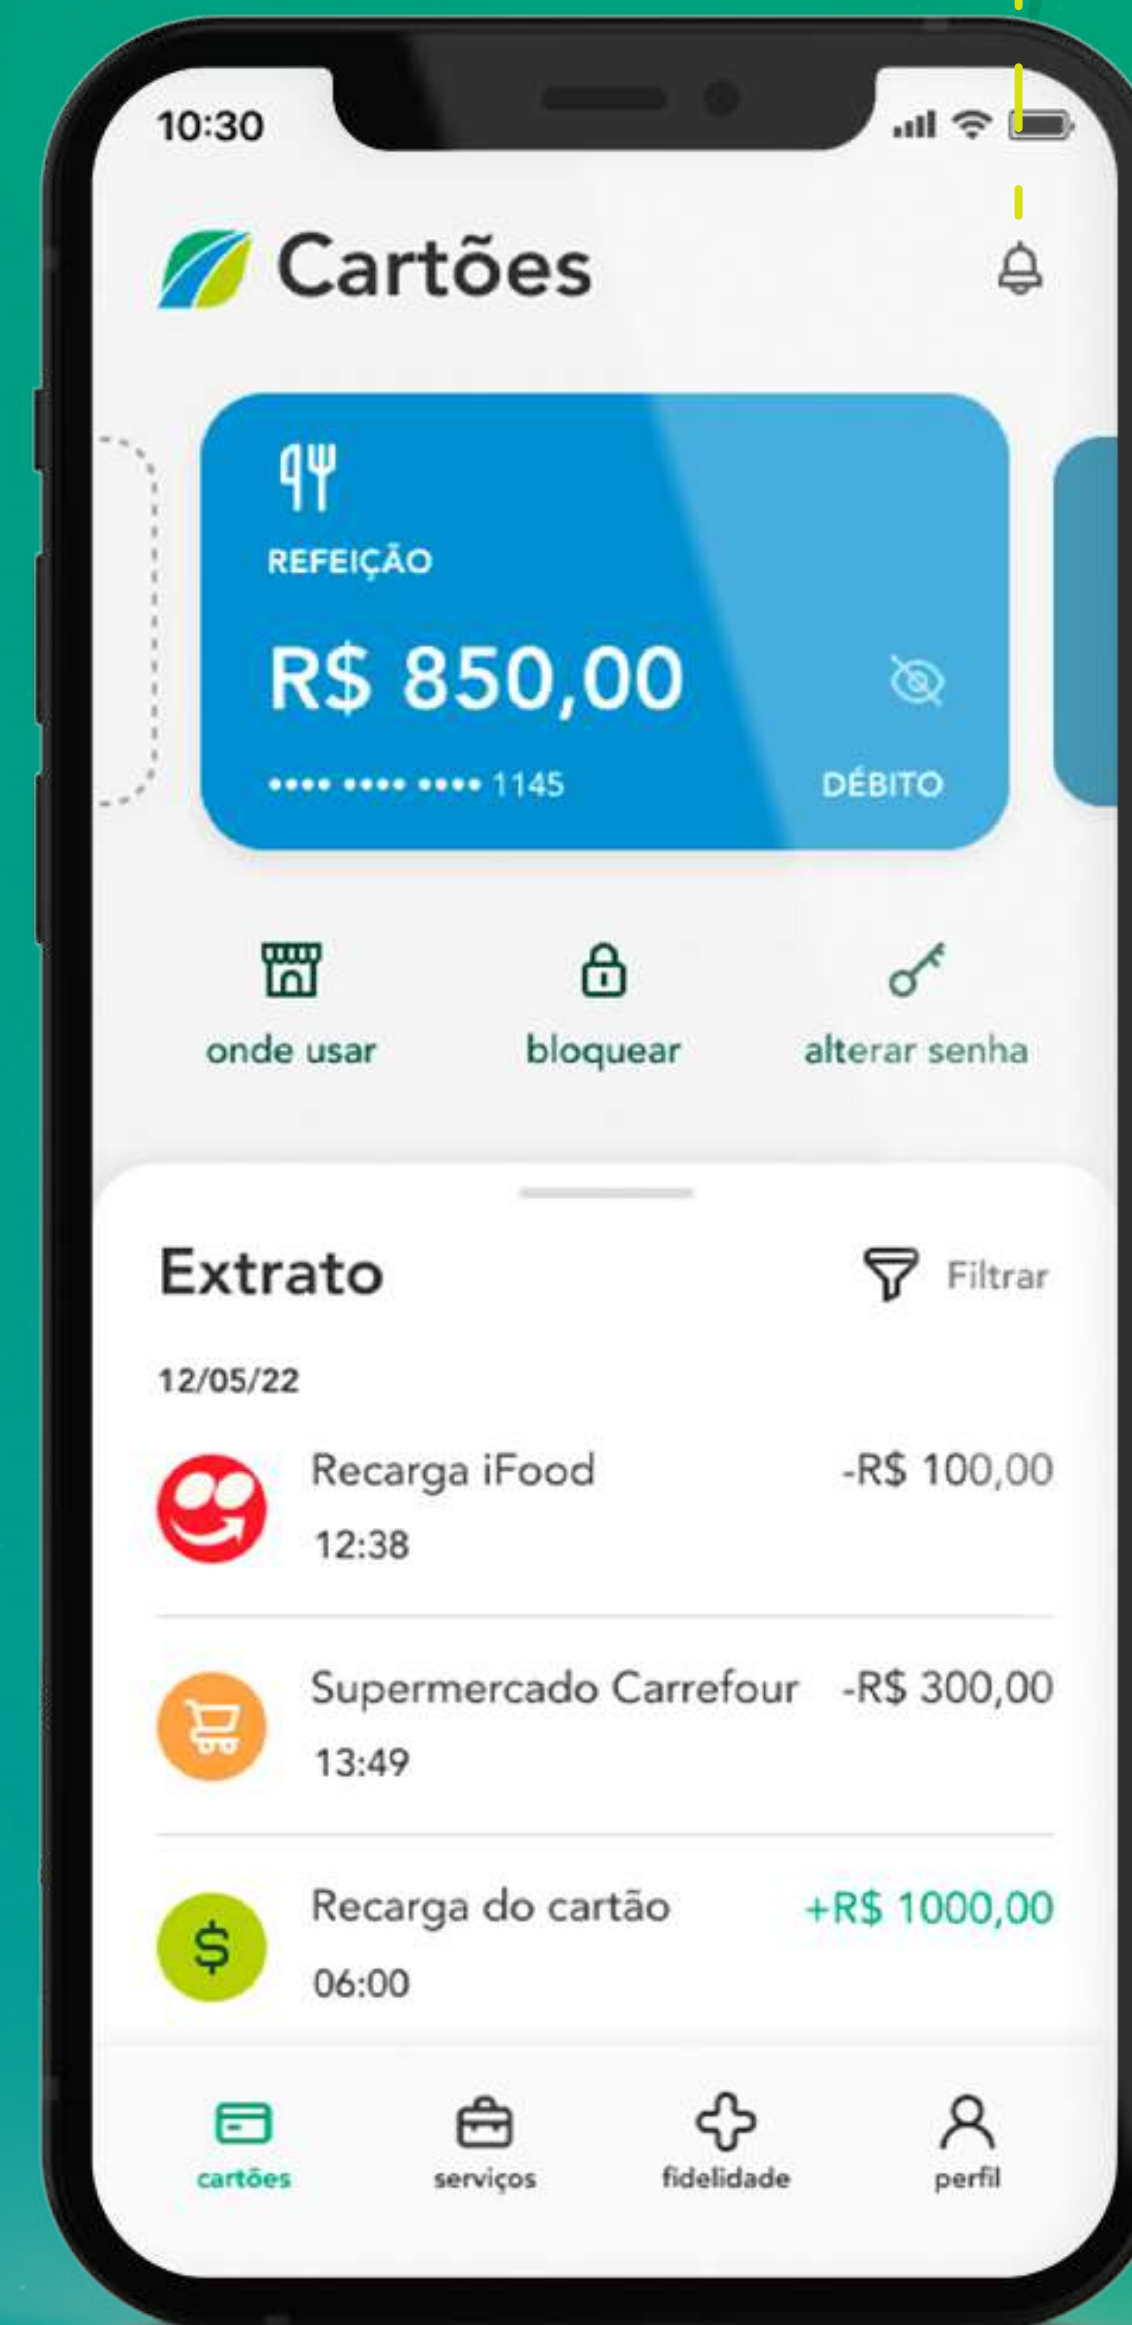 10:30
Cartões
REFEIÇÃO
R$ 850,00
•••• •••• •••• 1145 DÉBITO
onde usar bloquear alterar senha
Extrato Filtrar
12/05/22
Recarga iFood -R$ 100,00
12:38
Supermercado Carrefour -R$ 300,00
13:49
$ Recarga do cartão +R$ 1000,00
06:00
cartões serviços fidelidade perfil